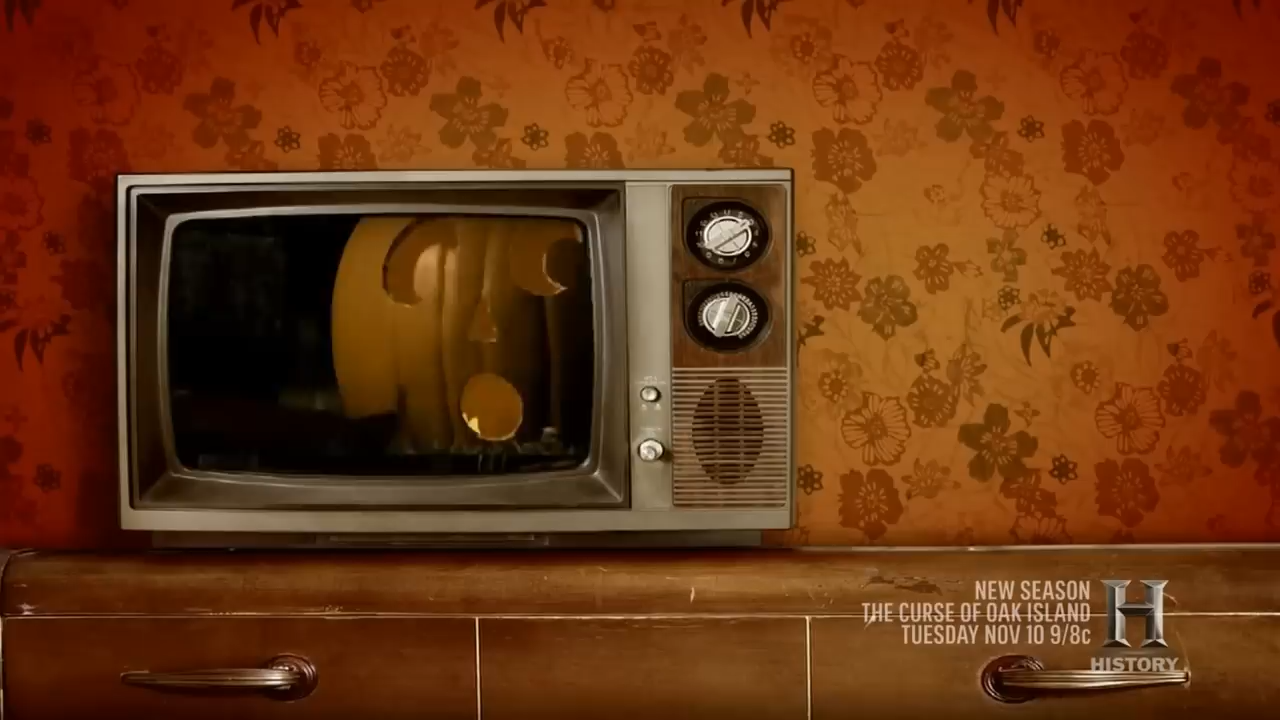 NEW SEASON
THE CURSE OF OAK ISLAND
TUESDAY NOV 10 9/8c
H
HISTORY